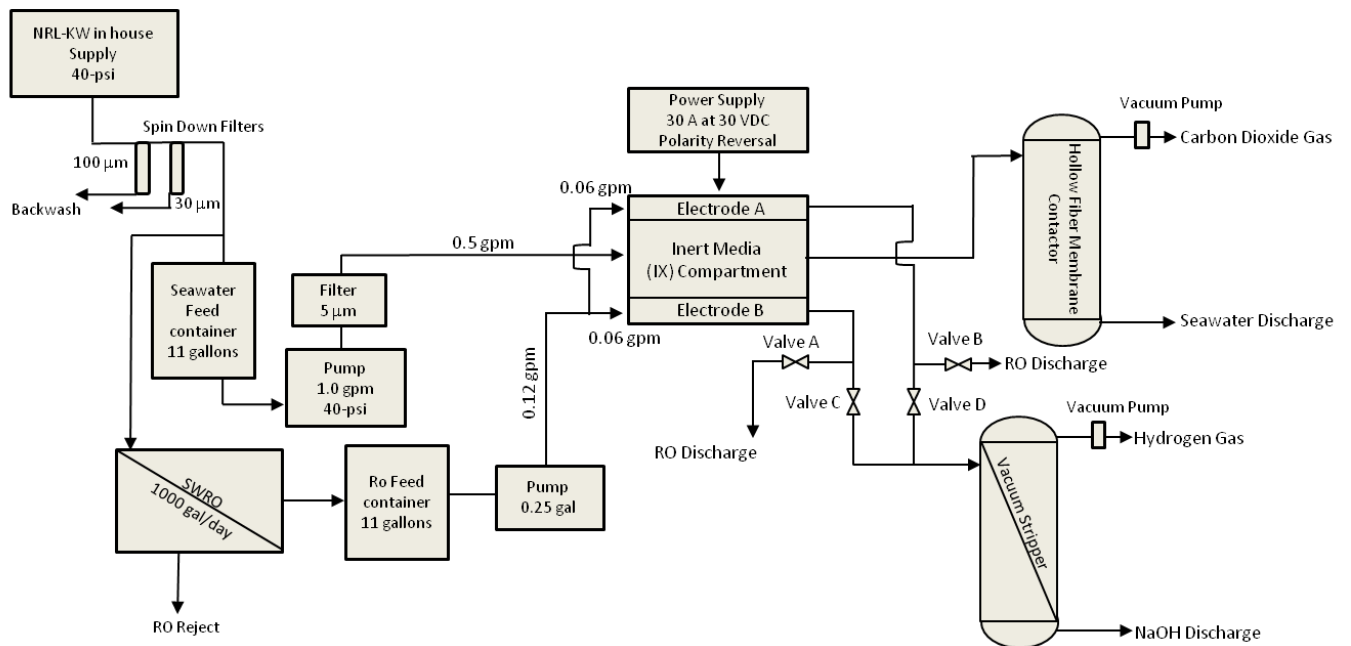 NRL-KW in house
Supply
40-psi
Spin Down Filters
100 μm
30 μm
Backwash
Seawater
Feed
container
11 gallons
Filter
5 μm
Pump
1.0 gpm
40-psi
SWRO
1000 gal/day
RO Reject
Ro Feed
container
11 gallons
Pump
0.25 gal
0.12 gpm
0.5 gpm
0.06 gpm
0.06 gpm
Power Supply
30 A at 30 VDC
Polarity Reversal
Electrode A
Inert Media
(IX) Compartment
Electrode B
Valve A
Valve B
RO Discharge
Valve C
Valve D
RO Discharge
Vacuum Pump
Carbon Dioxide Gas
Hollow Fiber Membrane
Contactor
Seawater Discharge
Vacuum Pump
Hydrogen Gas
Vacuum Stripper
NaOH Discharge